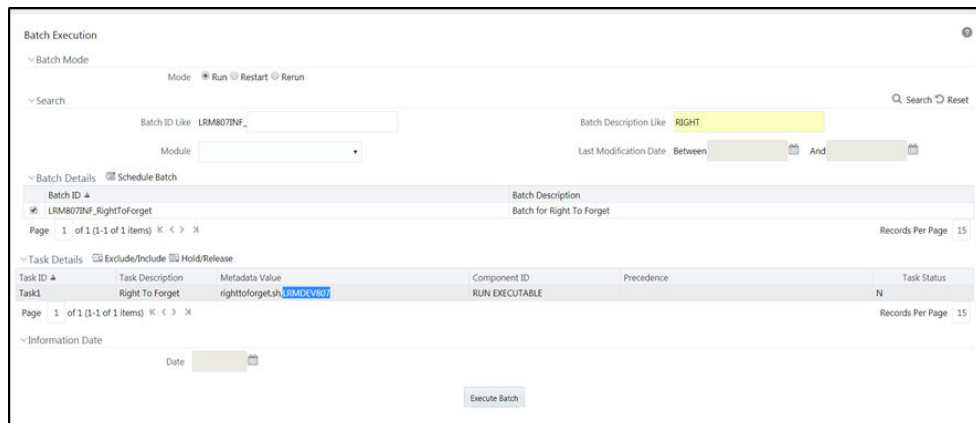 Batch Execution
Batch Mode
Mode Run Restart Rerun
Search Search Reset
Batch ID Like LRM807INF_ Batch Description Like RIGHT
Module Last Modification Date Between And
Batch Details Schedule Batch
Batch ID Batch Description
LRM807INF_RightToForget Batch for Right To Forget
Page 1 of 1 (1-1 of 1 items) Records Per Page 15
Task Details Exclude/Include Hold/Release
Task ID Task Description Metadata Value Component ID Precedence Task Status
Task1 Right To Forget righttoforget.sh,LRMDEV807 RUN EXECUTABLE N
Page 1 of 1 (1-1 of 1 items) Records Per Page 15
Information Date
Date
Execute Batch